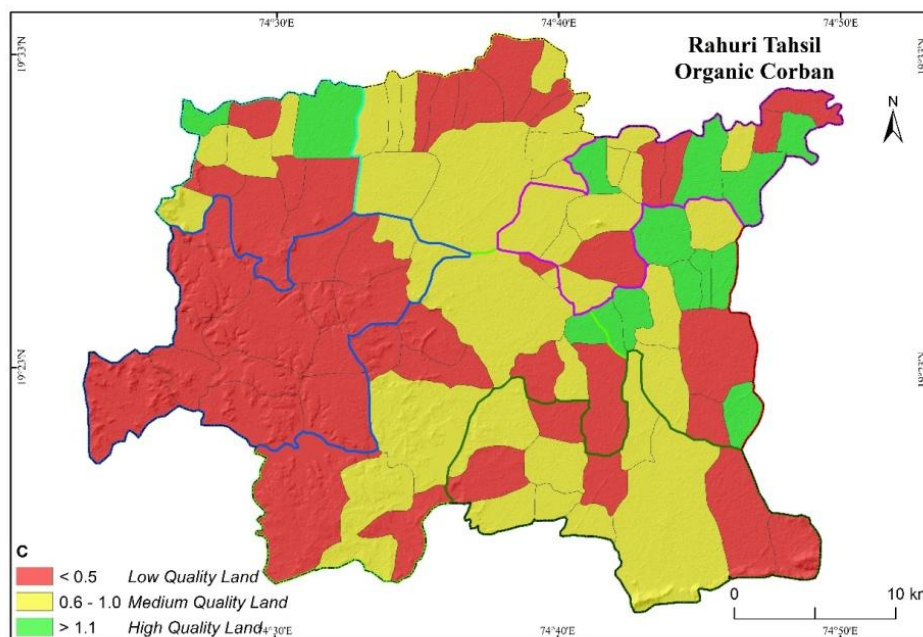 74°30'E 74°40'E 74°50'E
19°33'N
Rahuri Tahsil
Organic Corban
N
19°23'N
C
< 0.5 Low Quality Land
0.6 - 1.0 Medium Quality Land
> 1.1 High Quality Land
0 10 km
74°30'E 74°40'E 74°50'E